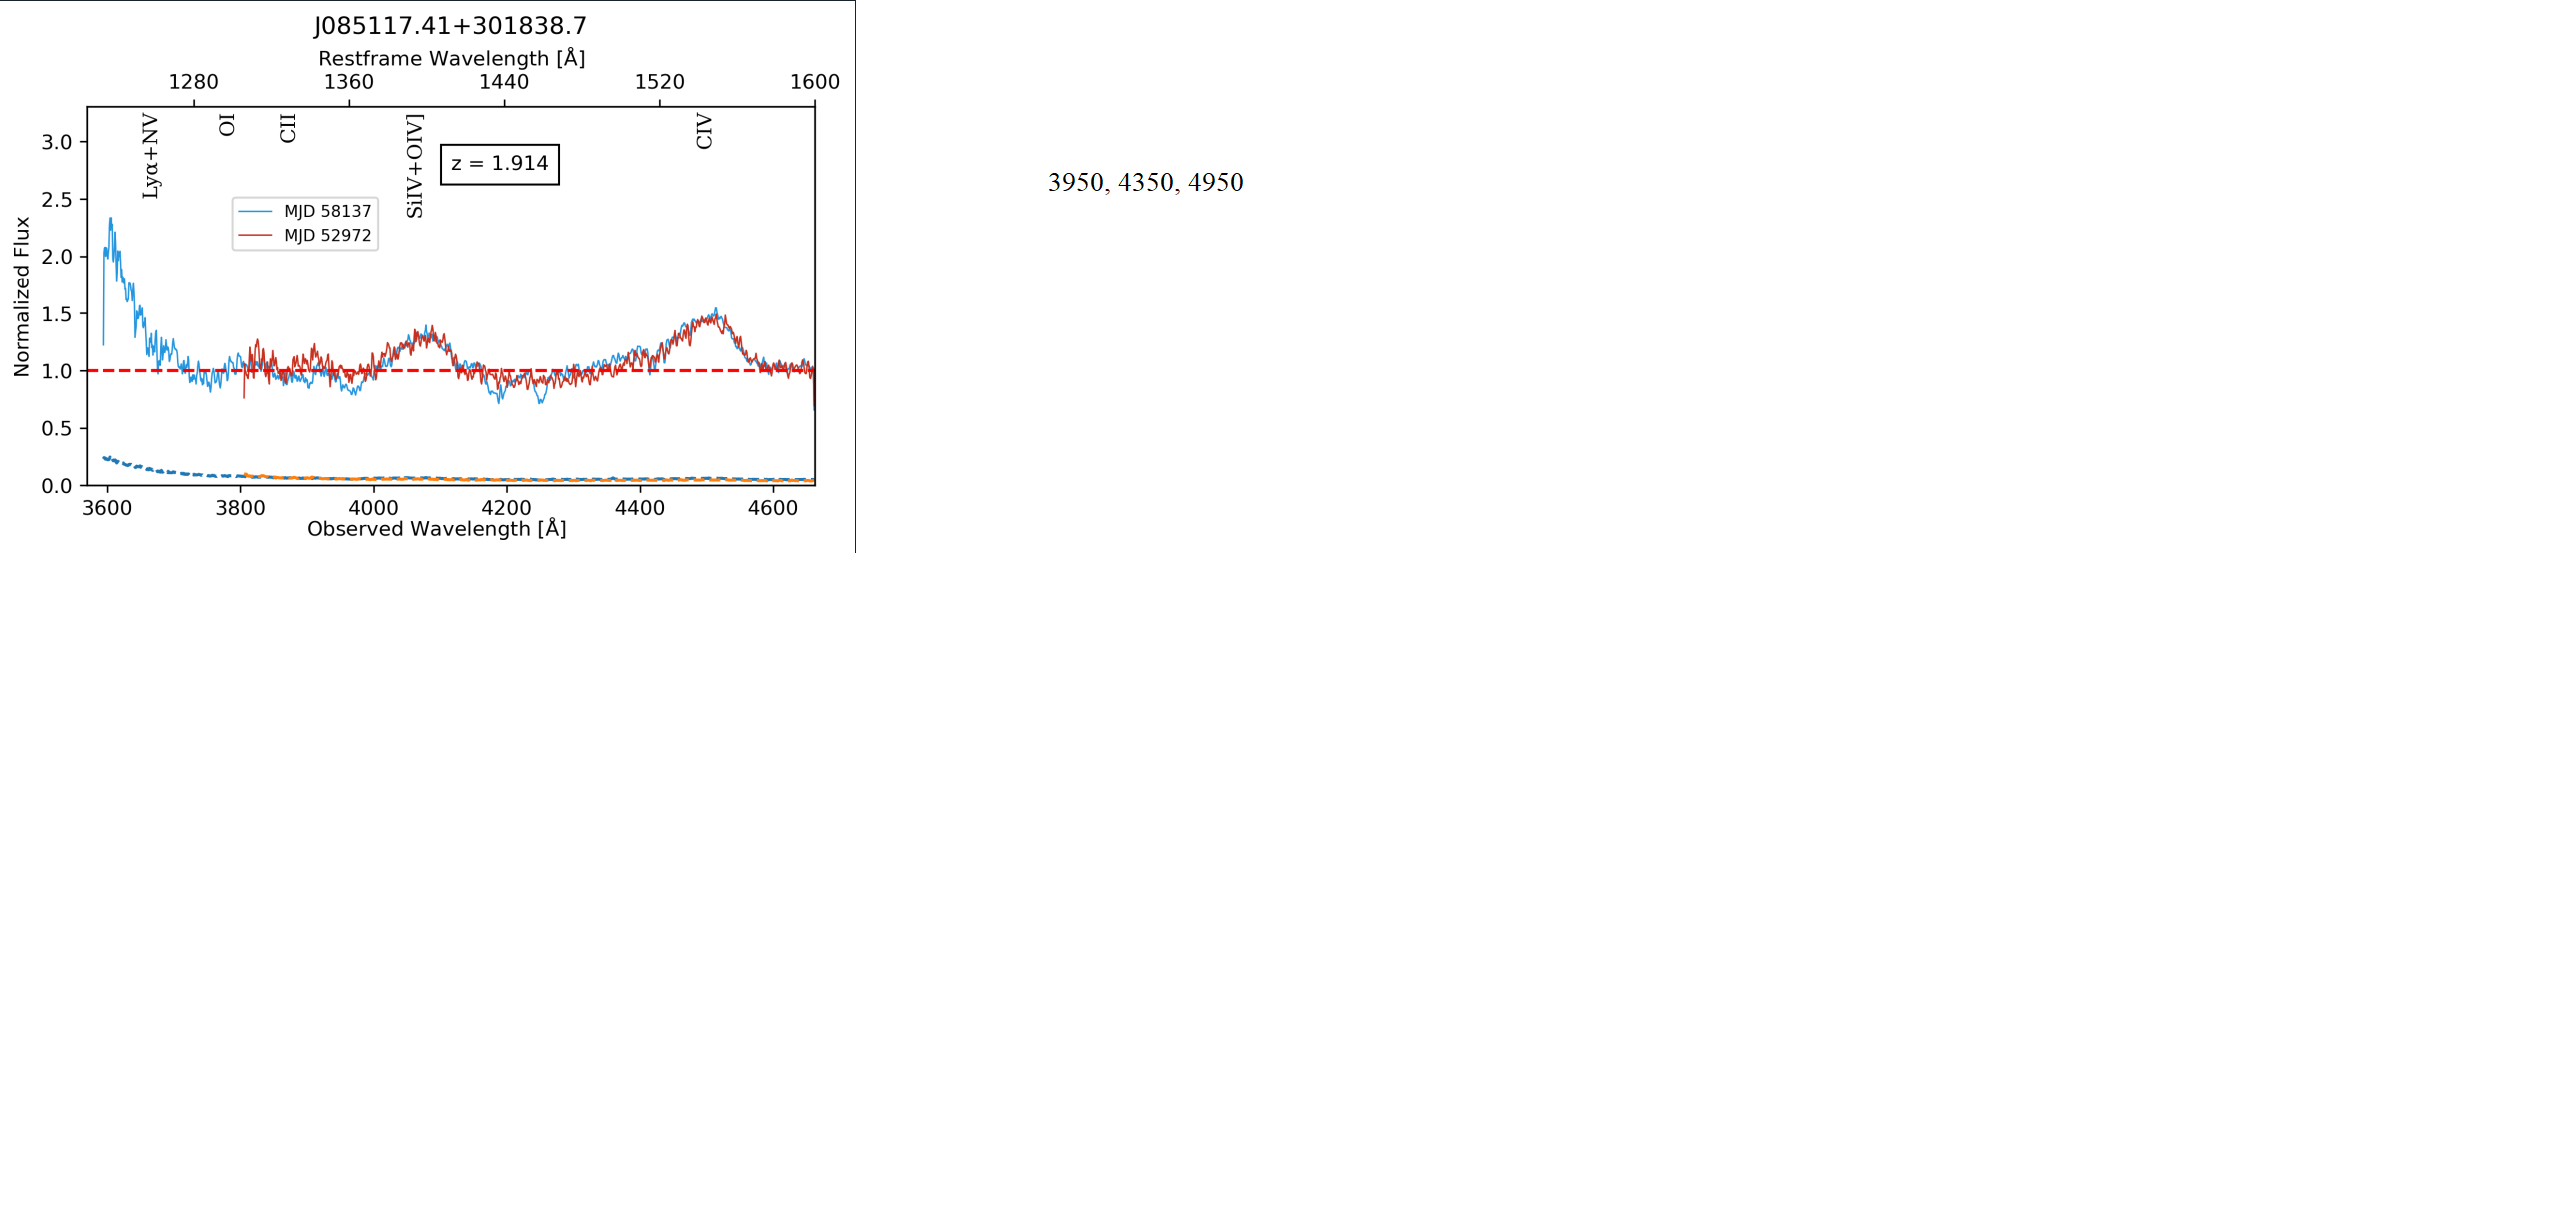 J085117.41+301838.7
Restframe Wavelength [Å]
1280 1360 1440 1520 1600
Lyα+NV OI CII SiIV+OIV] CIV
z = 1.914
MJD 58137
MJD 52972
3950, 4350, 4950
Normalized Flux
3.0
2.5
2.0
1.5
1.0
0.5
0.0
3600 3800 4000 4200 4400 4600
Observed Wavelength [Å]